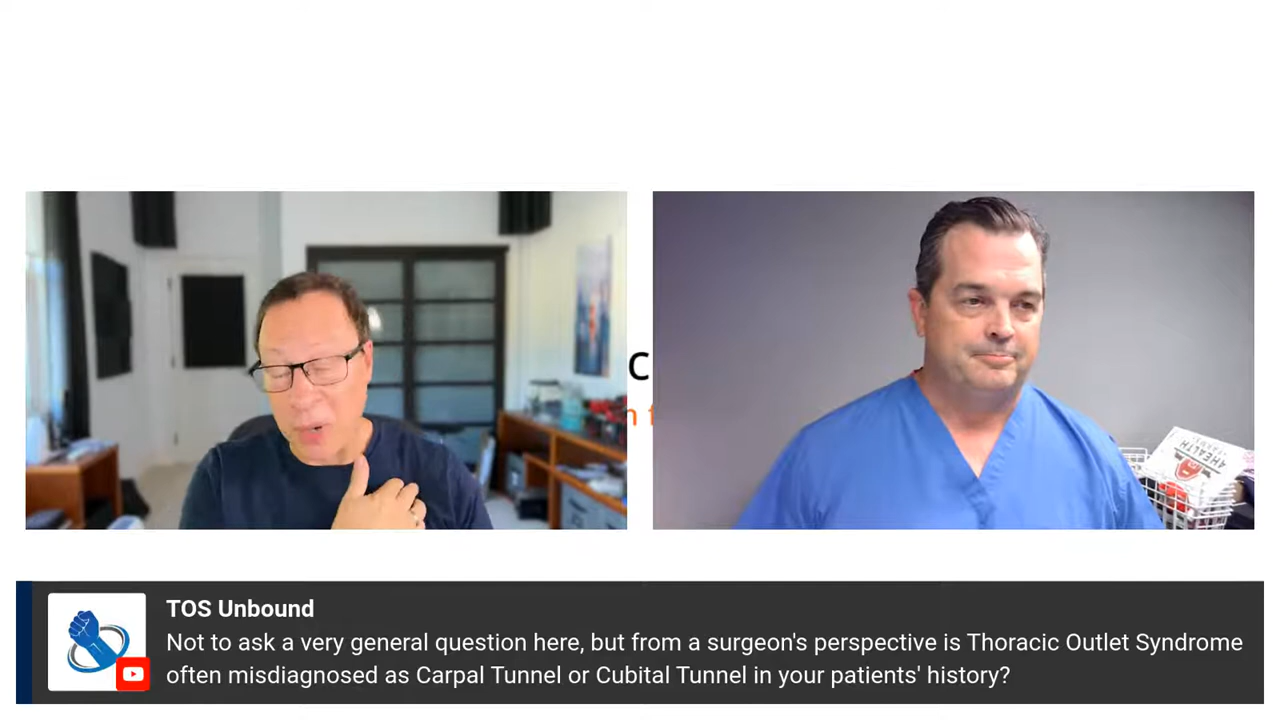 C
n f
4HEALTH
TOS Unbound
Not to ask a very general question here, but from a surgeon's perspective is Thoracic Outlet Syndrome
often misdiagnosed as Carpal Tunnel or Cubital Tunnel in your patients' history?